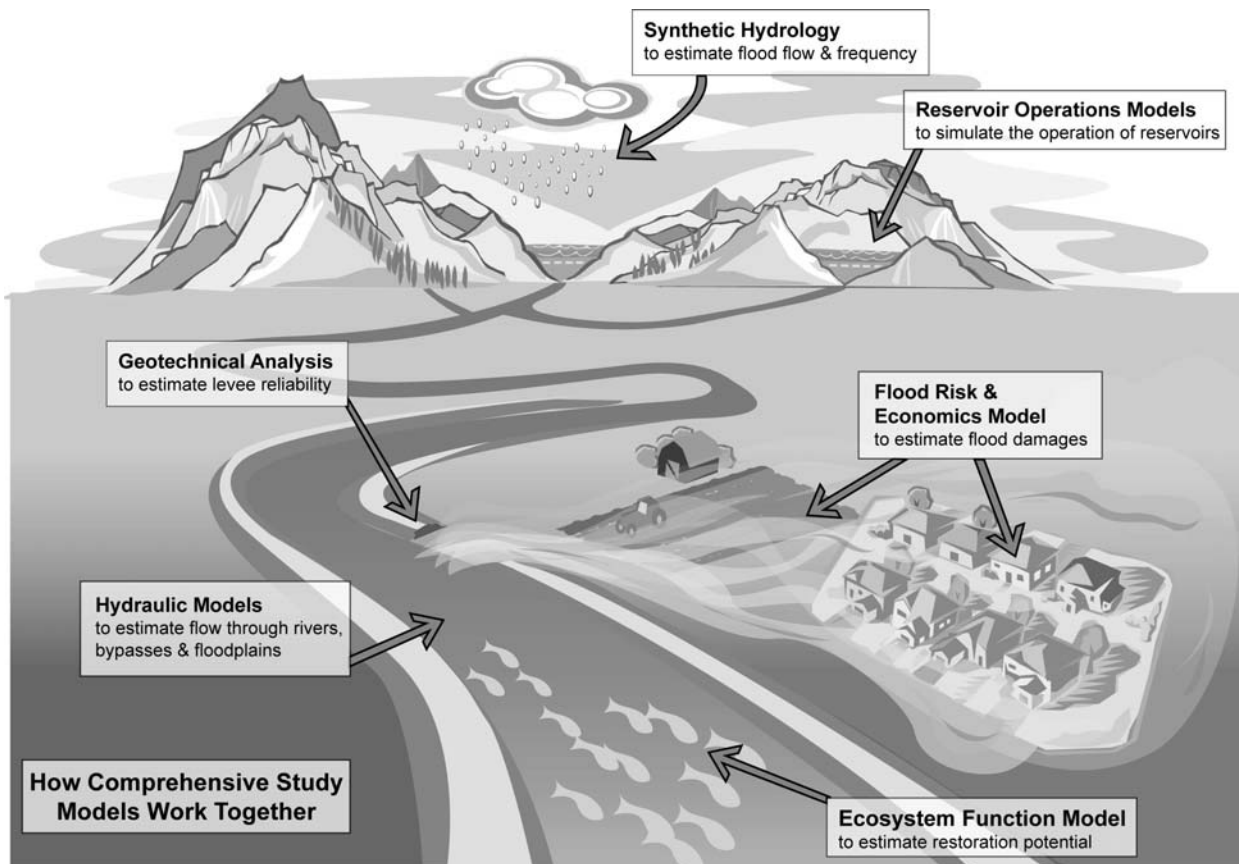 Synthetic Hydrology
to estimate flood flow & frequency
Reservoir Operations Models
to simulate the operation of reservoirs
Geotechnical Analysis
to estimate levee reliability
Flood Risk &
Economics Model
to estimate flood damages
Hydraulic Models
to estimate flow through rivers,
bypasses & floodplains
How Comprehensive Study
Models Work Together
Ecosystem Function Model
to estimate restoration potential